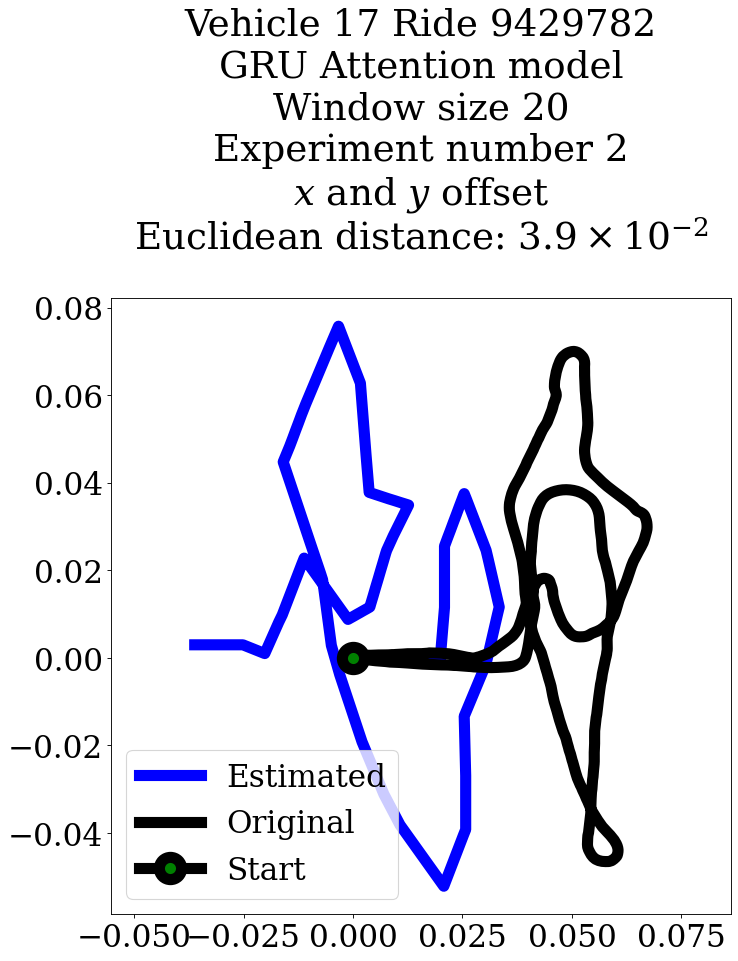 Vehicle 17 Ride 9429782
GRU Attention model
Window size 20
Experiment number 2
x and y offset
Euclidean distance: 3.9 × 10⁻²
0.08
0.06
0.04
0.02
0.00
−0.02
−0.04
Estimated
Original
Start
−0.050 −0.025 0.000 0.025 0.050 0.075